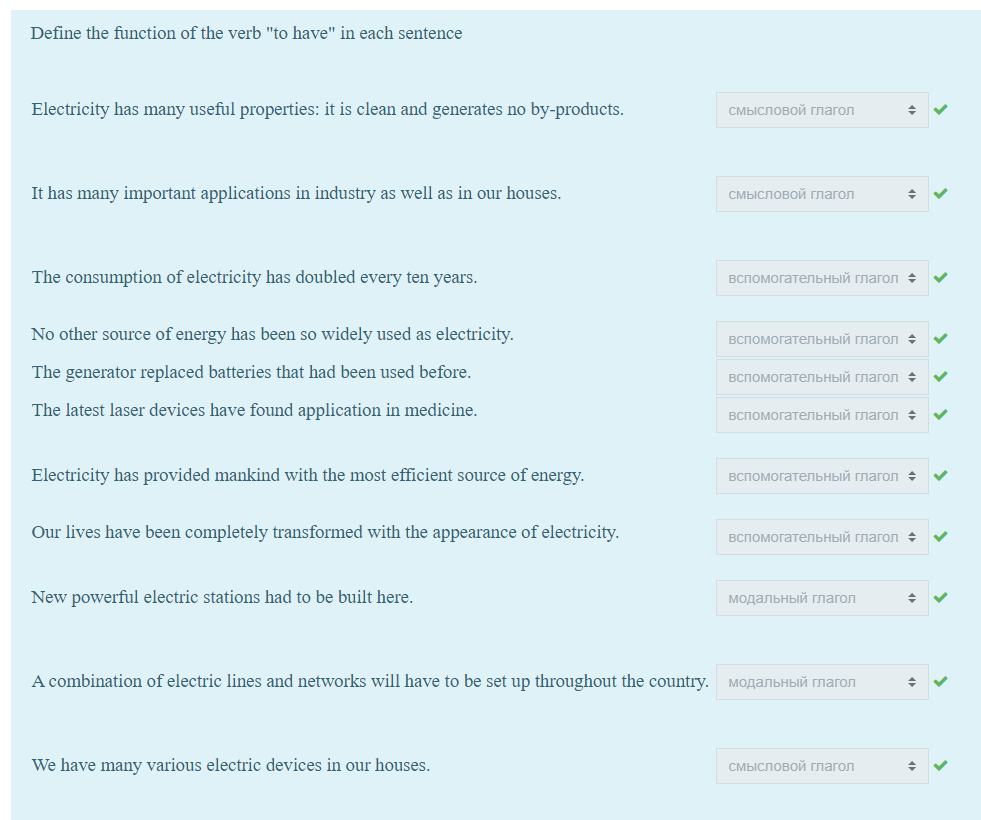 Define the function of the verb "to have" in each sentence
Electricity has many useful properties: it is clean and generates no by-products. смысловой глагол
It has many important applications in industry as well as in our houses. смысловой глагол
The consumption of electricity has doubled every ten years. вспомогательный глагол
No other source of energy has been so widely used as electricity. вспомогательный глагол
The generator replaced batteries that had been used before. вспомогательный глагол
The latest laser devices have found application in medicine. вспомогательный глагол
Electricity has provided mankind with the most efficient source of energy. вспомогательный глагол
Our lives have been completely transformed with the appearance of electricity. вспомогательный глагол
New powerful electric stations had to be built here. модальный глагол
A combination of electric lines and networks will have to be set up throughout the country. модальный глагол
We have many various electric devices in our houses. смысловой глагол